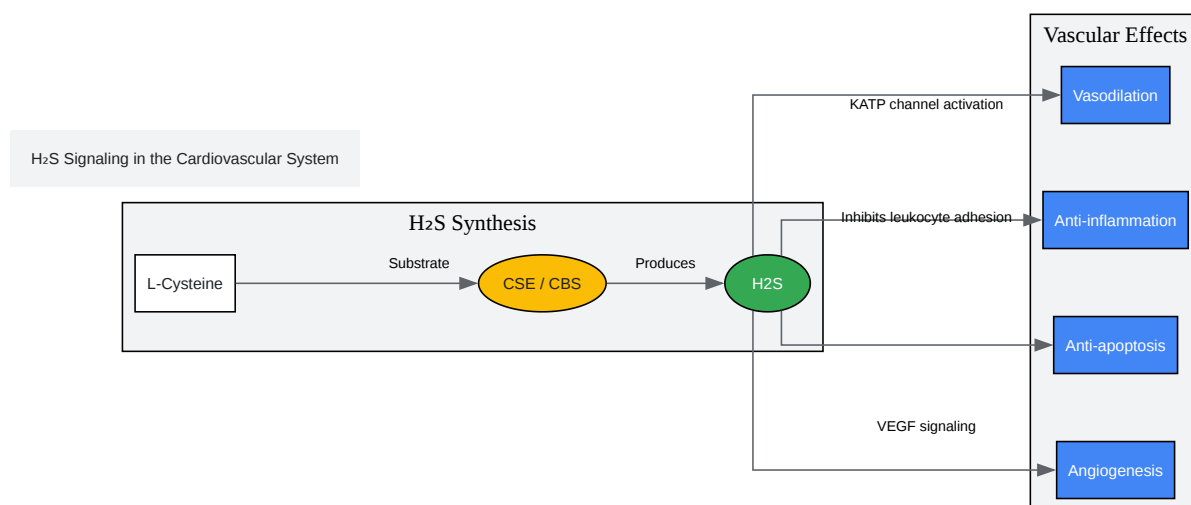 H₂S Signaling in the Cardiovascular System
H₂S Synthesis
L-Cysteine
Substrate
CSE / CBS
Produces
H2S
KATP channel activation
Inhibits leukocyte adhesion
VEGF signaling
Vascular Effects
Vasodilation
Anti-inflammation
Anti-apoptosis
Angiogenesis